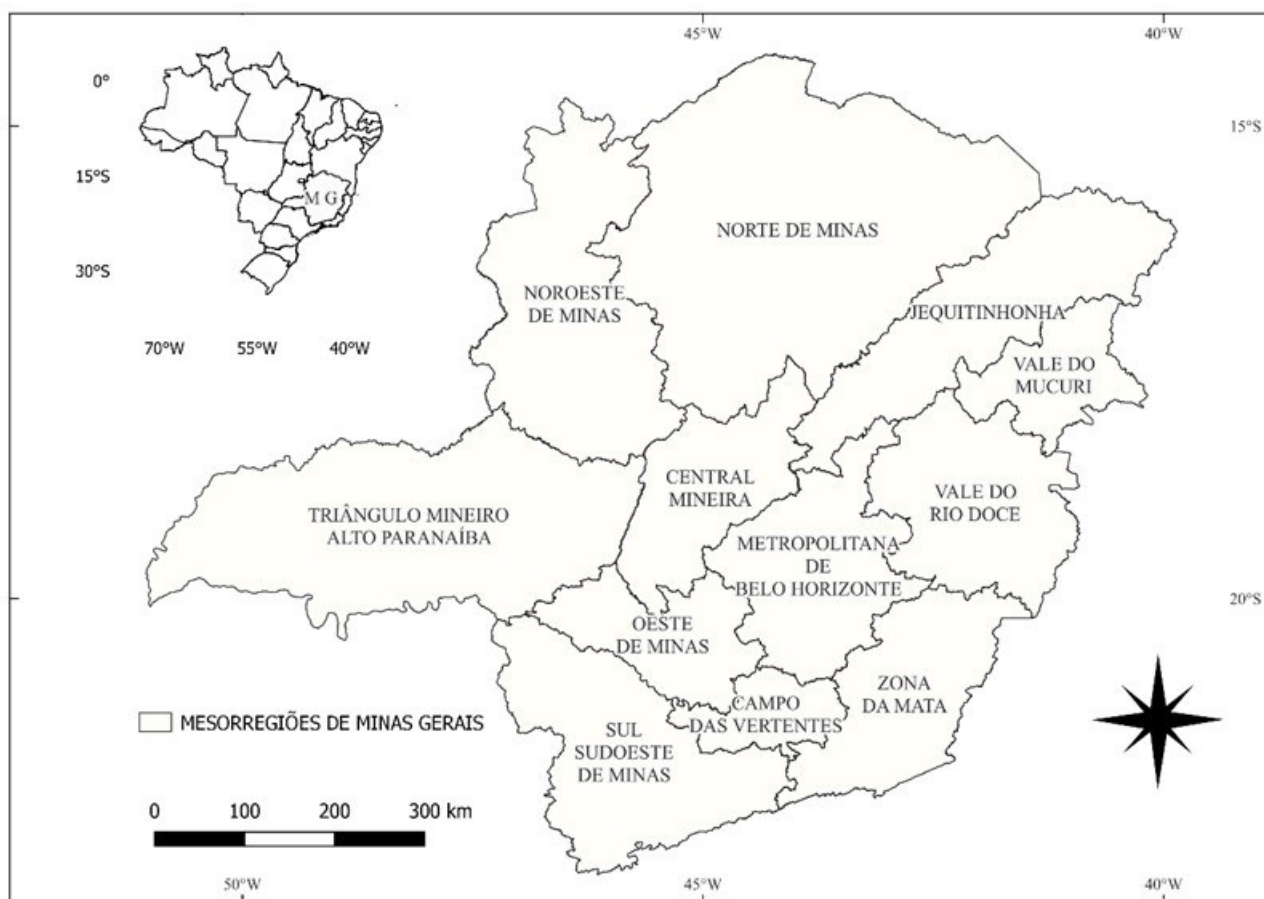 45°W
40°W
0°
15°S
15°S
M G
30°S
70°W
55°W
40°W
NORTE DE MINAS
NOROESTE
DE MINAS
JEQUITINHONHA
VALE DO
MUCURI
CENTRAL
MINEIRA
VALE DO
RIO DOCE
TRIÂNGULO MINEIRO
ALTO PARANAÍBA
METROPOLITANA
DE
BELO HORIZONTE
20°S
OESTE
DE MINAS
ZONA
DA MATA
CAMPO
DAS VERTENTES
SUL
SUDOESTE
DE MINAS
MESORREGIÕES DE MINAS GERAIS
0 100 200 300 km
50°W
45°W
40°W